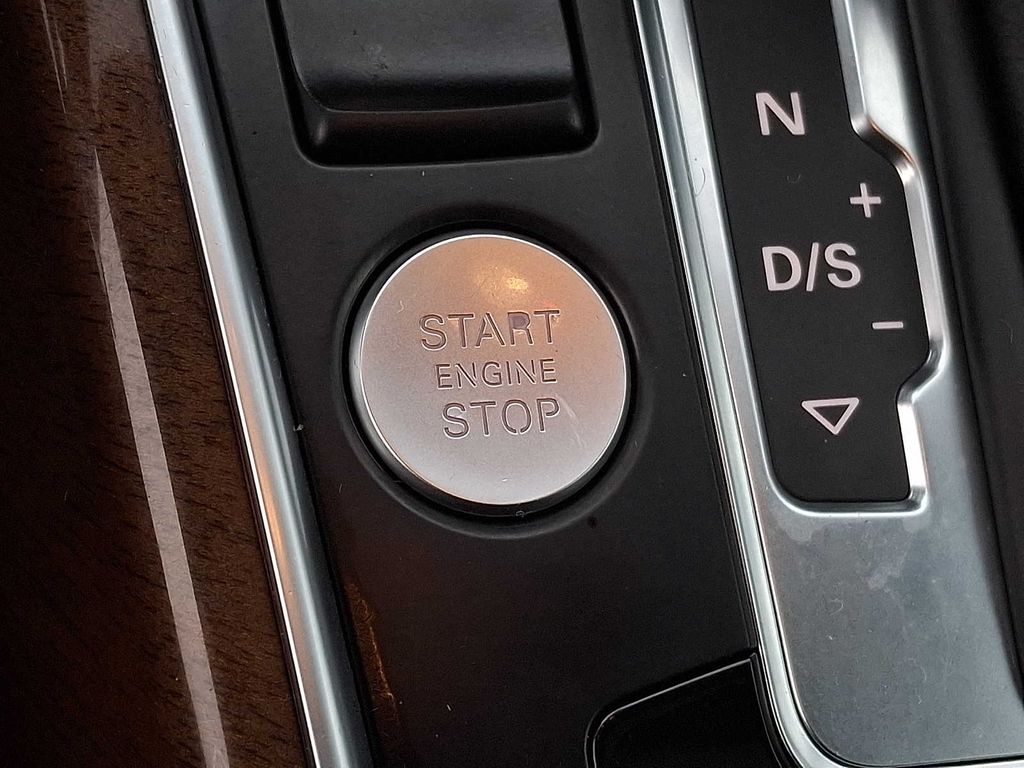 START
ENGINE
STOP
N
+
D/S
−